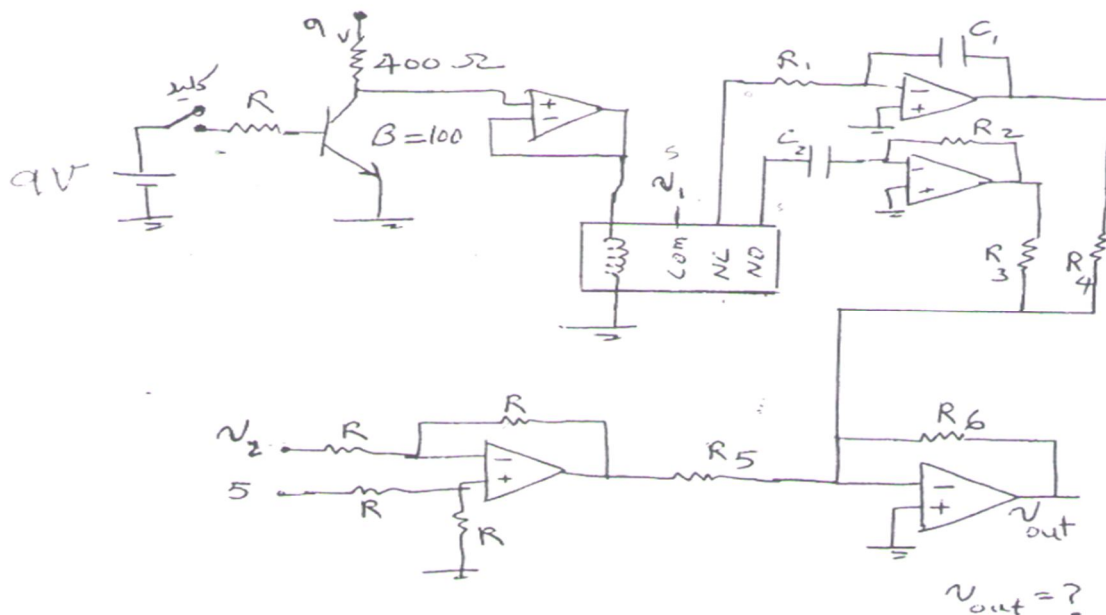 9v
C1
400 Ω
R1
کلید
R
β=100
C2
R2
9V
v1
COM
NC
NO
R3
R4
v2
R
R
R5
R6
5
R
R
vout
vout = ?